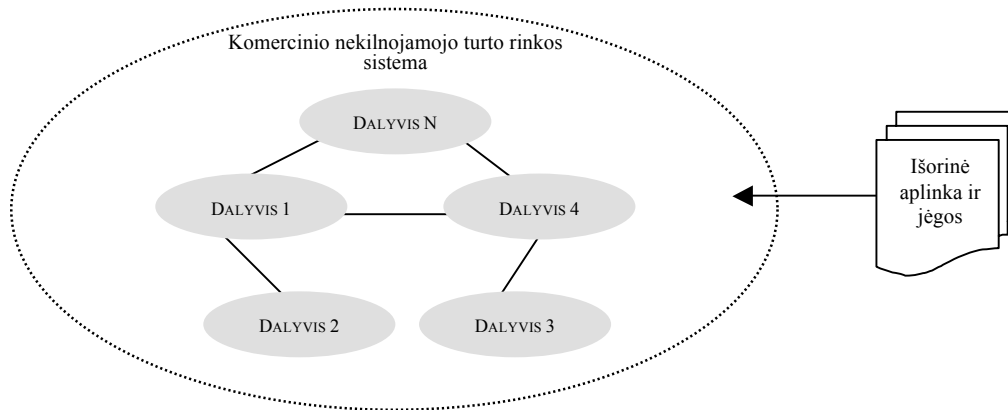 Komercinio nekilnojamojo turto rinkos
sistema
DALYVIS N
DALYVIS 1
DALYVIS 4
DALYVIS 2
DALYVIS 3
Išorinė
aplinka ir
jėgos